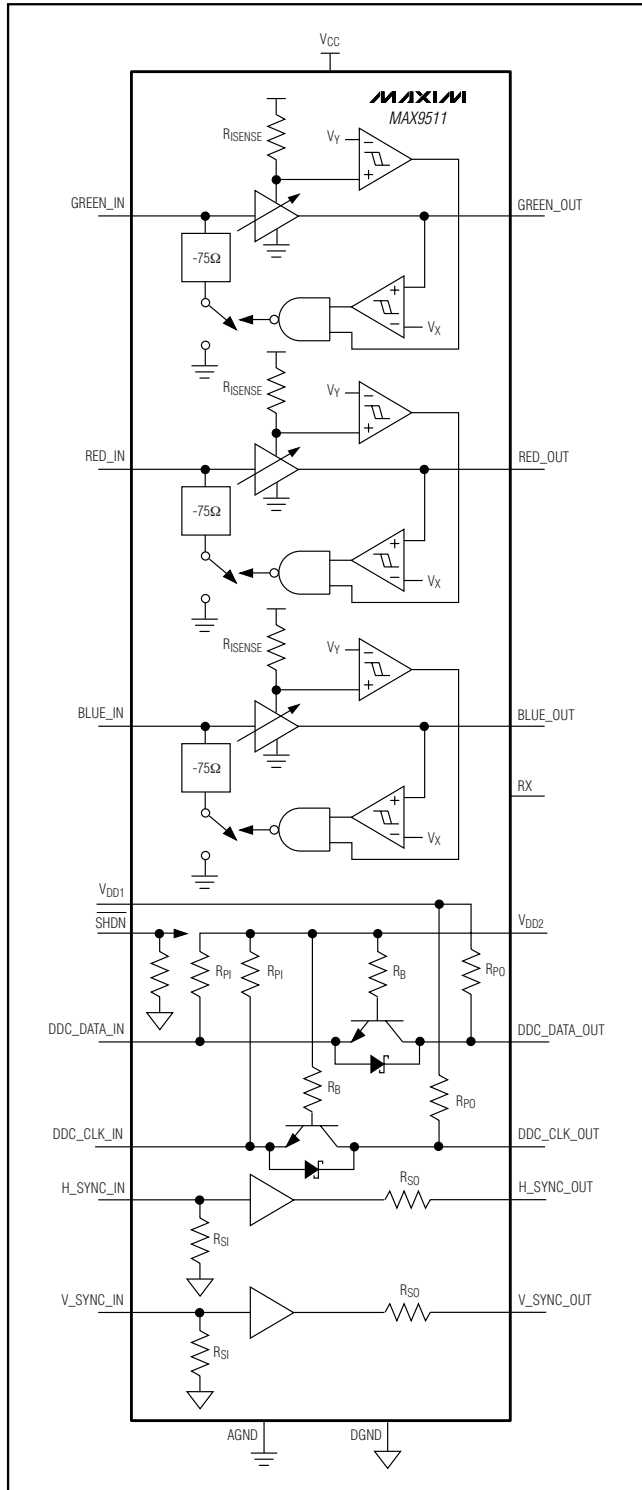 VCC
MAXIM
MAX9511
RISENSE
VY
GREEN_IN
GREEN_OUT
-75Ω
+
−
VX
RISENSE
VY
−
+
RED_IN
RED_OUT
-75Ω
+
−
VX
RISENSE
VY
−
+
BLUE_IN
BLUE_OUT
-75Ω
RX
+
−
VX
VDD1
SHDN
VDD2
RPI
RPI
RB
RPO
DDC_DATA_IN
DDC_DATA_OUT
RB
RPO
DDC_CLK_IN
DDC_CLK_OUT
H_SYNC_IN
RSO
H_SYNC_OUT
RSI
V_SYNC_IN
RSO
V_SYNC_OUT
RSI
AGND
DGND